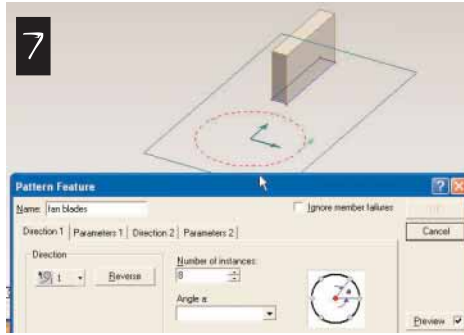 7
Pattern Feature
Name: fan blades
Ignore member failures
Direction 1 Parameters 1 Direction 2 Parameters 2
Cancel
Direction
1
Reverse
Number of instances:
8
Angle a:
a
Preview